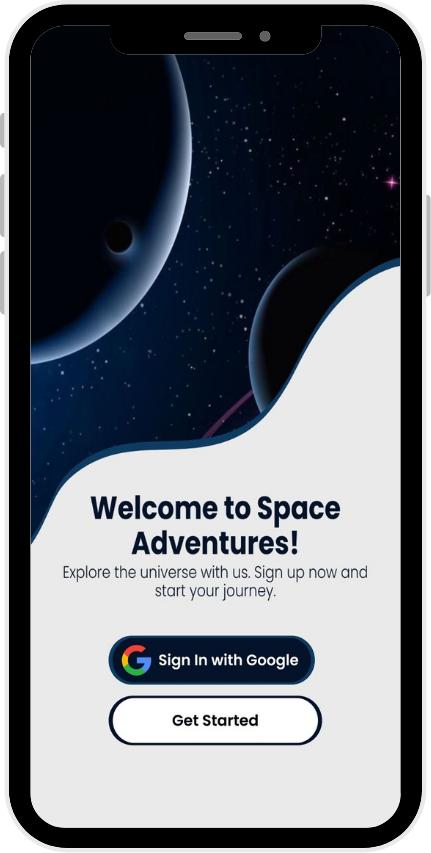 Welcome to Space
Adventures!
Explore the universe with us. Sign up now and
start your journey.
Sign In with Google
Get Started